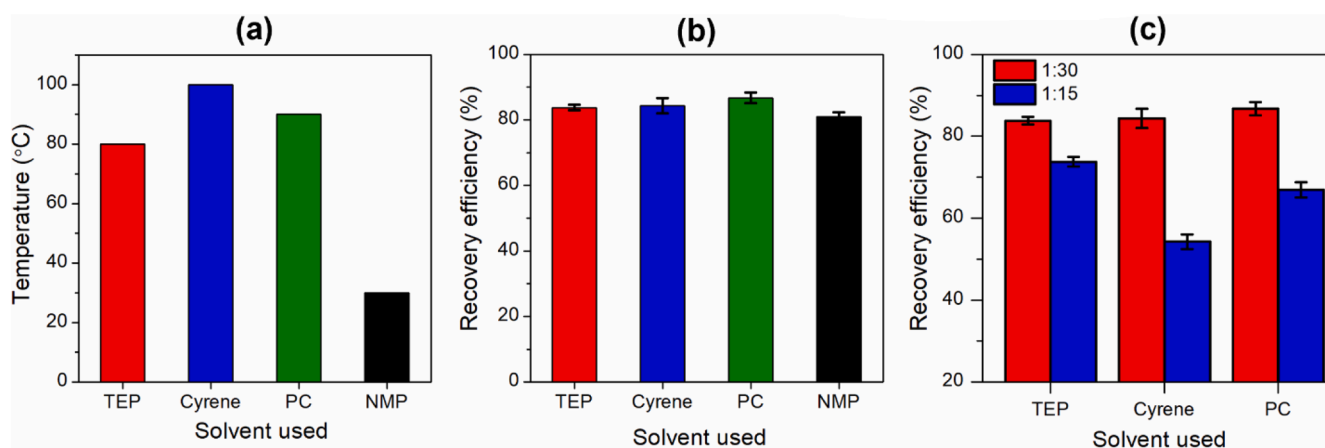 (a)
Temperature (°C)
100
80
60
40
20
0
TEP Cyrene PC NMP
Solvent used
(b)
Recovery efficiency (%)
100
80
60
40
20
0
TEP Cyrene PC NMP
Solvent used
(c)
1:30
1:15
Recovery efficiency (%)
100
80
60
40
20
TEP Cyrene PC
Solvent used